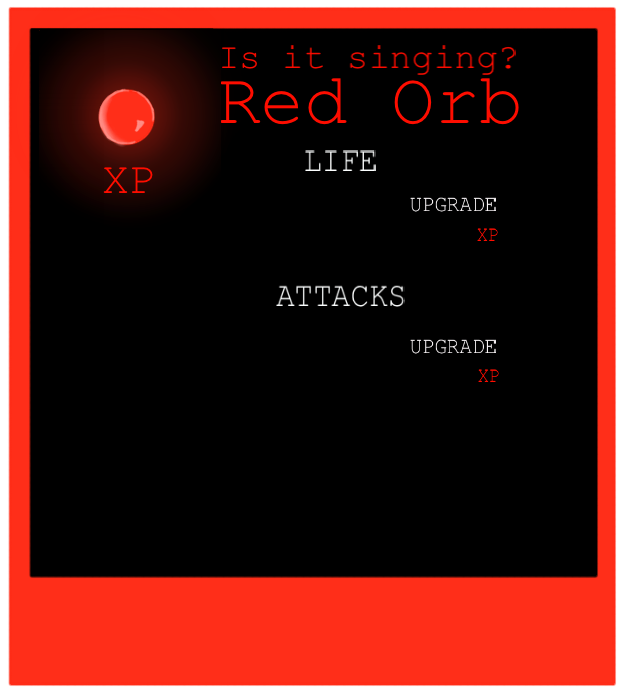 Is it singing?
Red Orb
XP
LIFE
UPGRADE
XP
ATTACKS
UPGRADE
XP